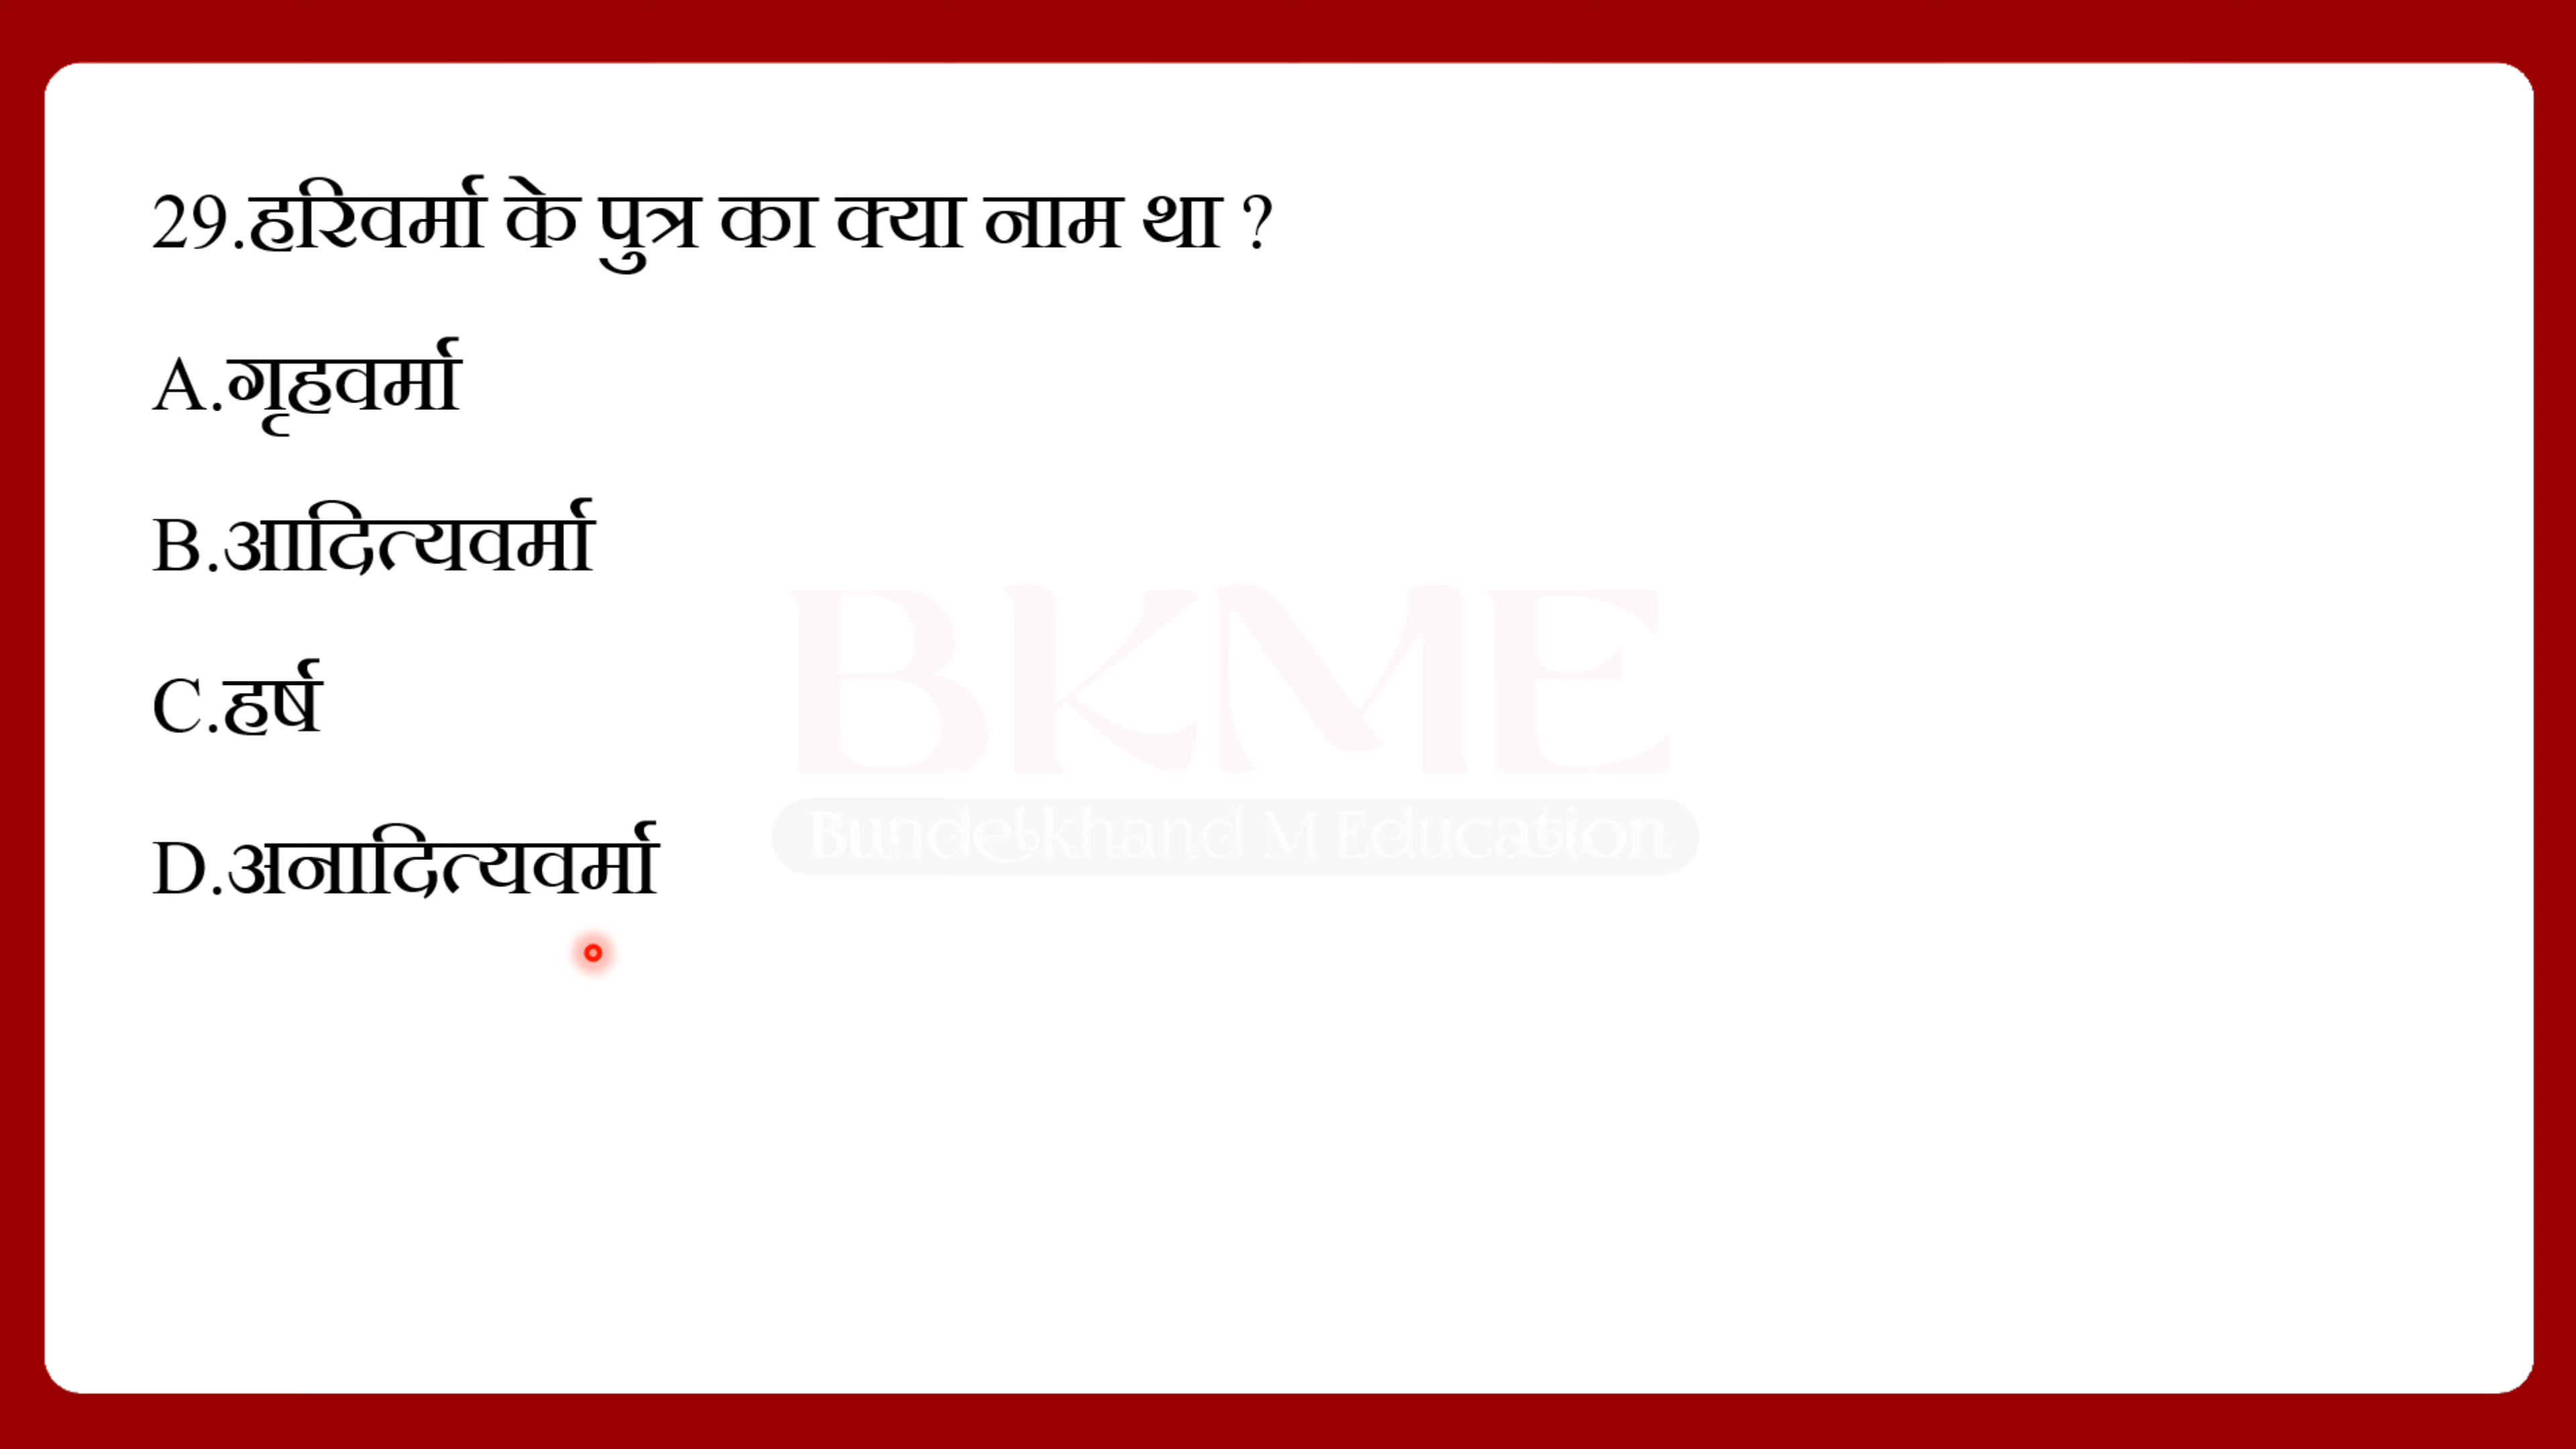 29.हरिवर्मा के पुत्र का क्या नाम था ?
A.गृहवर्मा
B.आदित्यवर्मा
C.हर्ष
D.अनादित्यवर्मा
BKME
Bundelkhand M Education